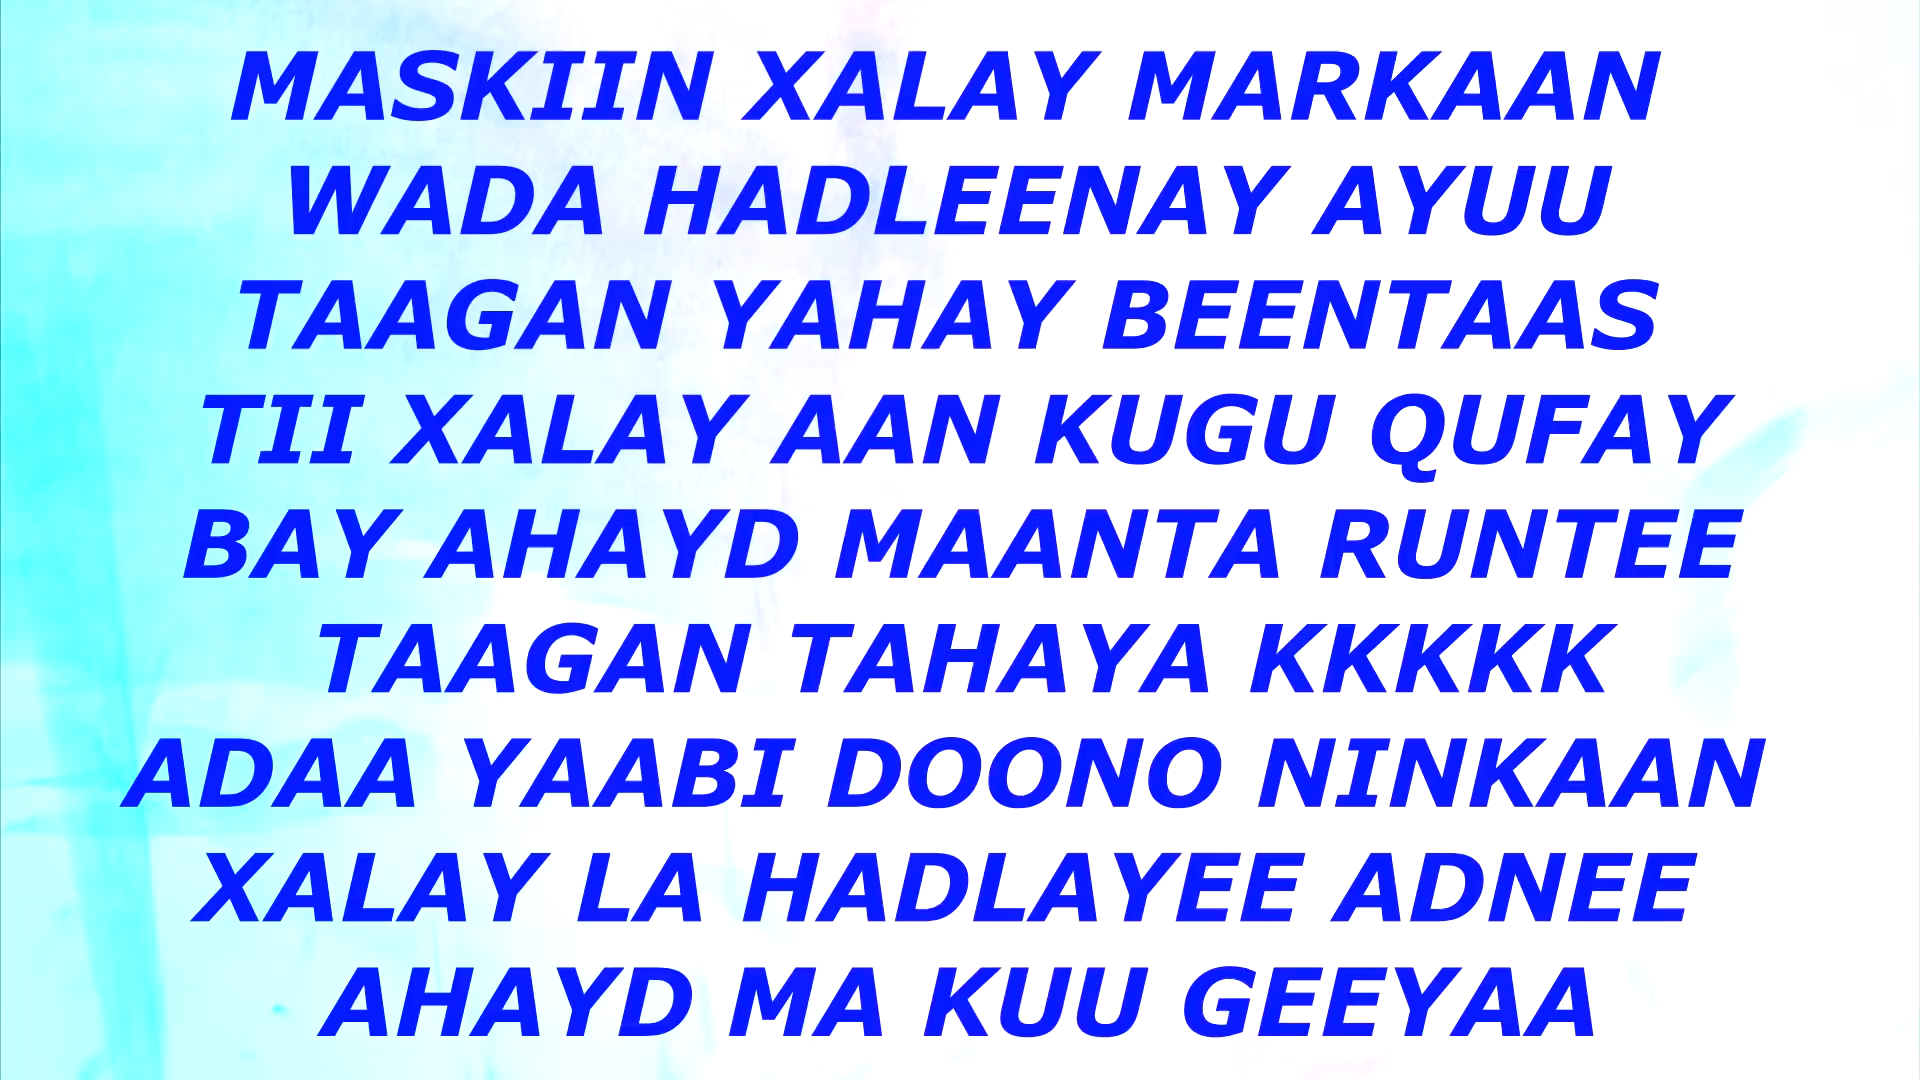 MASKIIN XALAY MARKAAN
WADA HADLEENAY AYUU
TAAGAN YAHAY BEENTAAS
TII XALAY AAN KUGU QUFAY
BAY AHAYD MAANTA RUNTEE
TAAGAN TAHAYA KKKKK
ADAA YAABI DOONO NINKAAN
XALAY LA HADLAYEE ADNEE
AHAYD MA KUU GEEYAA